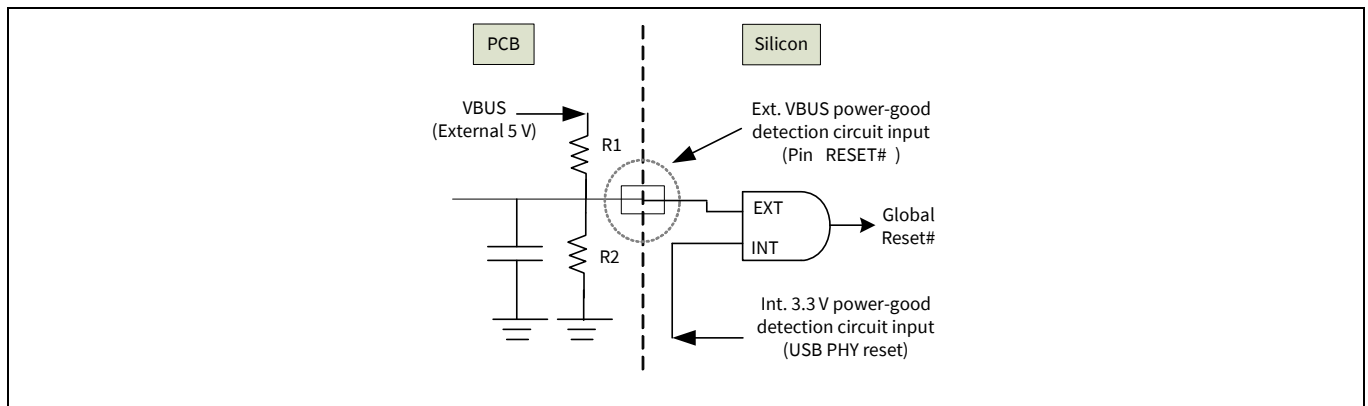 PCB
Silicon
VBUS
(External 5 V)
R1
R2
Ext. VBUS power-good
detection circuit input
(Pin RESET# )
EXT
INT
Global
Reset#
Int. 3.3 V power-good
detection circuit input
(USB PHY reset)